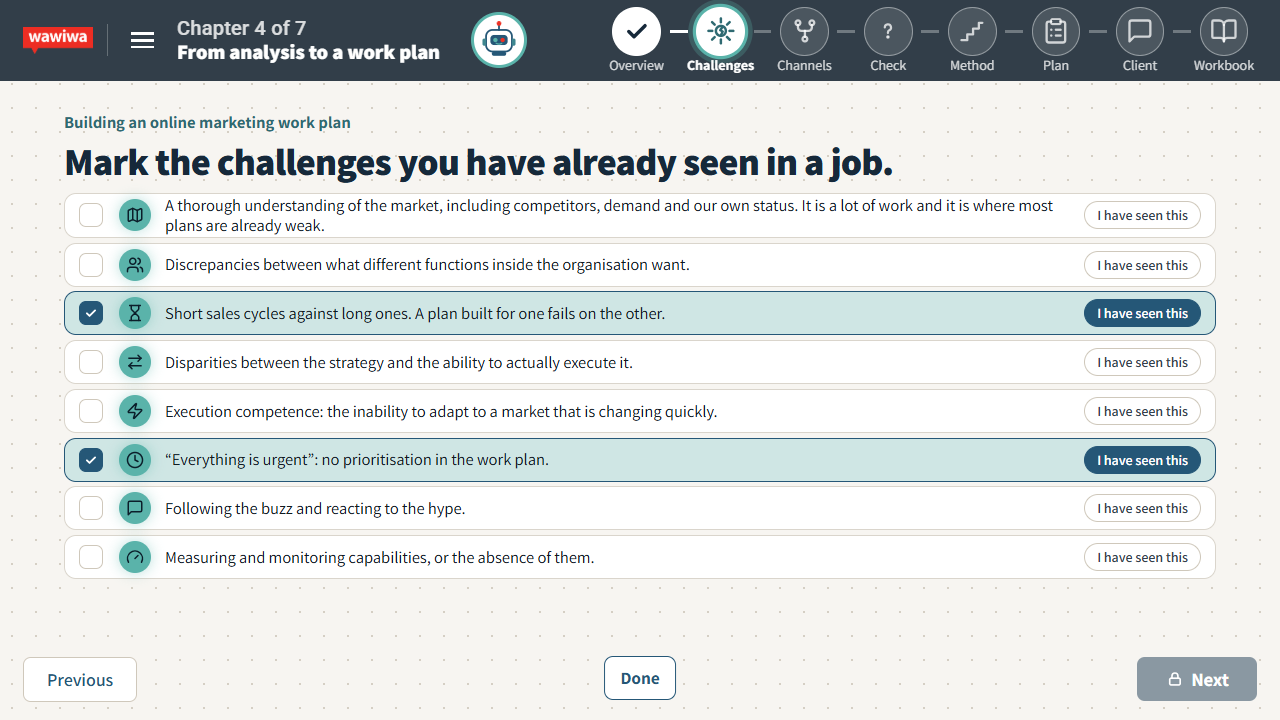 wawiwa
Chapter 4 of 7
From analysis to a work plan
Overview
Challenges
Channels
?
Check
Method
Plan
Client
Workbook
Building an online marketing work plan
Mark the challenges you have already seen in a job.
A thorough understanding of the market, including competitors, demand and our own status. It is a lot of work and it is where most
plans are already weak.
I have seen this
Discrepancies between what different functions inside the organisation want.
I have seen this
Short sales cycles against long ones. A plan built for one fails on the other.
I have seen this
Disparities between the strategy and the ability to actually execute it.
I have seen this
Execution competence: the inability to adapt to a market that is changing quickly.
I have seen this
“Everything is urgent”: no prioritisation in the work plan.
I have seen this
Following the buzz and reacting to the hype.
I have seen this
Measuring and monitoring capabilities, or the absence of them.
I have seen this
Previous
Done
Next